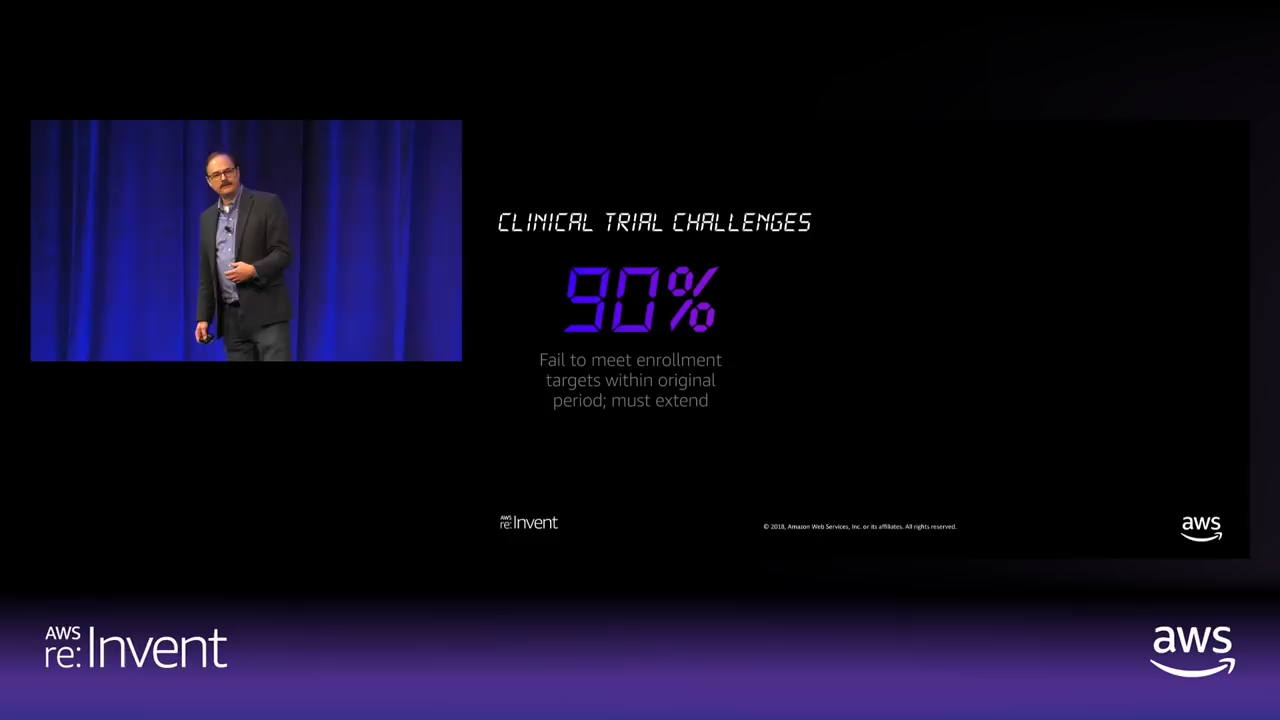 CLINICAL TRIAL CHALLENGES
90%
Fail to meet enrollment
targets within original
period; must extend
AWS
re:Invent
© 2018, Amazon Web Services, Inc. or its affiliates. All rights reserved.
aws
AWS
re:Invent
aws